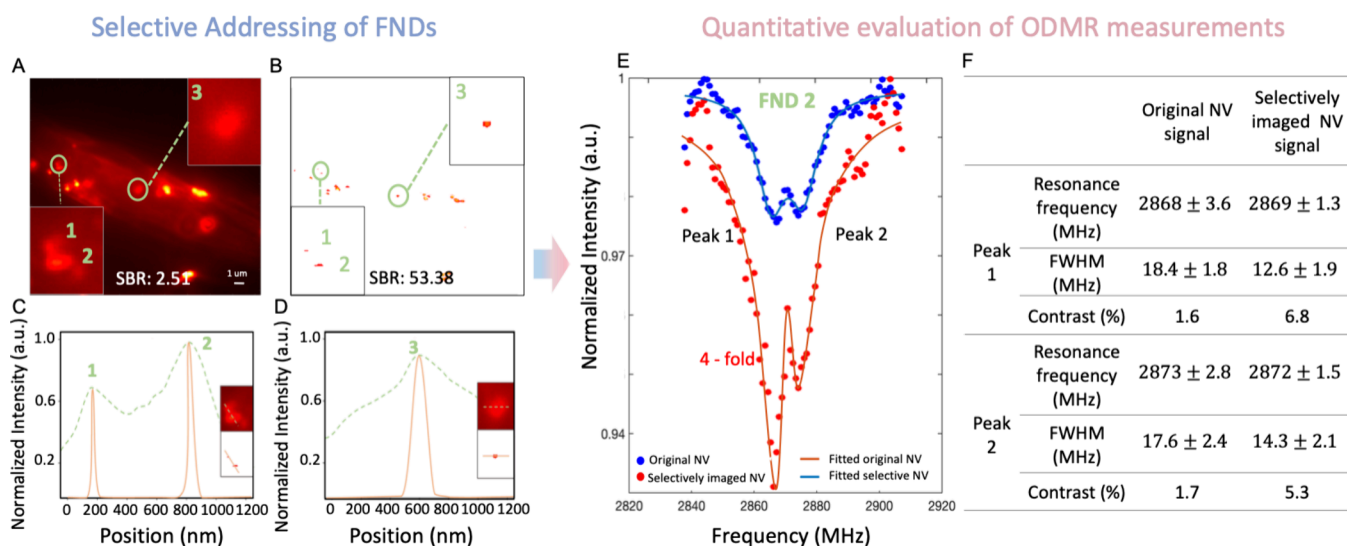 Selective Addressing of FNDs
Quantitative evaluation of ODMR measurements
A
3
1
2
SBR: 2.51
1 um
B
3
1
2
SBR: 53.38
C
Normalized Intensity (a.u.)
1.0
0.6
0.2
1
2
0 200 400 600 800 1000 1200
Position (nm)
D
Normalized Intensity (a.u.)
1.0
0.6
0.2
3
0 200 400 600 800 1000 1200
Position (nm)
E
Normalized Intensity (a.u.)
1
0.97
0.94
FND 2
Peak 1
Peak 2
4 - fold
Original NV
Selectively imaged NV
Fitted original NV
Fitted selective NV
2820 2840 2860 2880 2900 2920
Frequency (MHz)
F
Original NV signal
Selectively imaged NV signal
Peak 1
Resonance frequency (MHz) 2868 ± 3.6 2869 ± 1.3
FWHM (MHz) 18.4 ± 1.8 12.6 ± 1.9
Contrast (%) 1.6 6.8
Peak 2
Resonance frequency (MHz) 2873 ± 2.8 2872 ± 1.5
FWHM (MHz) 17.6 ± 2.4 14.3 ± 2.1
Contrast (%) 1.7 5.3